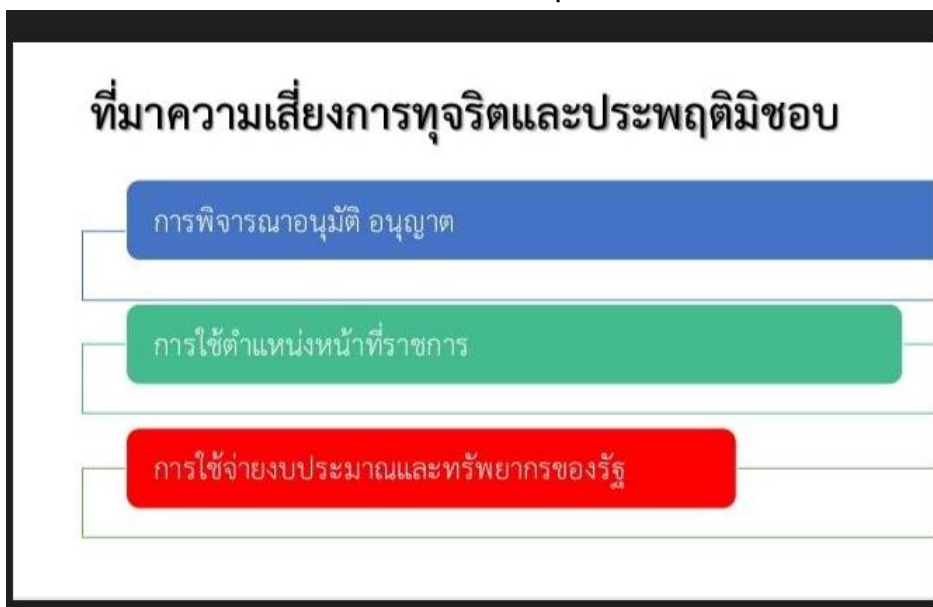 ที่มาความเสี่ยงการทุจริตและประพฤติมิชอบ
การพิจารณาอนุมัติ อนุญาต
การใช้ตำแหน่งหน้าที่ราชการ
การใช้จ่ายงบประมาณและทรัพยากรของรัฐ